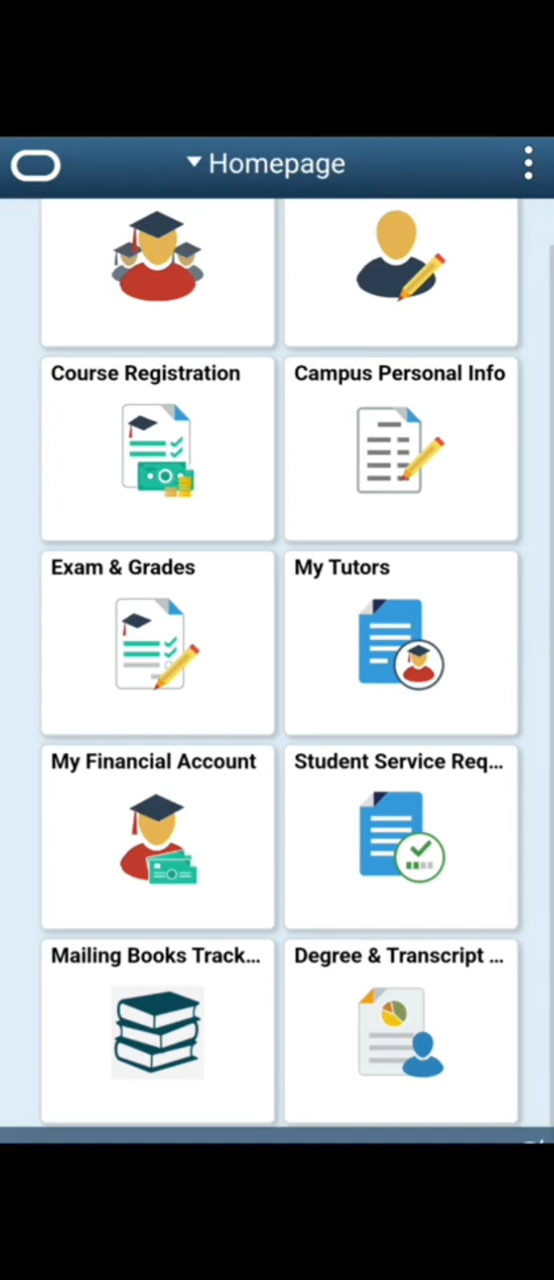 Homepage
Course Registration
Campus Personal Info
Exam & Grades
My Tutors
My Financial Account
Student Service Req...
Mailing Books Track...
Degree & Transcript ...